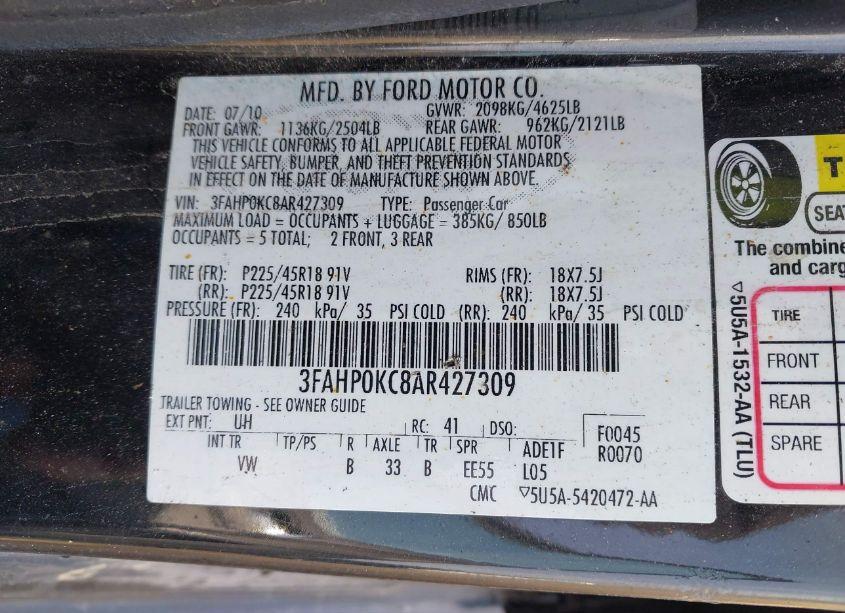 MFD. BY FORD MOTOR CO.
DATE: 07/10 GVWR: 2098KG/4625LB
FRONT GAWR: 1136KG/2504LB REAR GAWR: 962KG/2121LB
THIS VEHICLE CONFORMS TO ALL APPLICABLE FEDERAL MOTOR
VEHICLE SAFETY, BUMPER, AND THEFT PREVENTION STANDARDS
IN EFFECT ON THE DATE OF MANUFACTURE SHOWN ABOVE.
VIN: 3FAHP0KC8AR427309 TYPE: Passenger Car
MAXIMUM LOAD = OCCUPANTS + LUGGAGE = 385KG/ 850LB
OCCUPANTS = 5 TOTAL; 2 FRONT, 3 REAR
TIRE (FR): P225/45R18 91V RIMS (FR): 18X7.5J
(RR): P225/45R18 91V (RR): 18X7.5J
PRESSURE (FR): 240 kPa/ 35 PSI COLD (RR): 240 kPa/ 35 PSI COLD
3FAHP0KC8AR427309
TRAILER TOWING - SEE OWNER GUIDE
EXT PNT: UH RC: 41 DSO: F0045
INT TR TP/PS R AXLE TR SPR ADE1F R0070
VW B 33 B EE55 L05
CMC ▽5U5A-5420472-AA
T
SEAT
The combine
and carg
TIRE
FRONT
REAR
SPARE
▽5U5A-1532-AA (TLU)